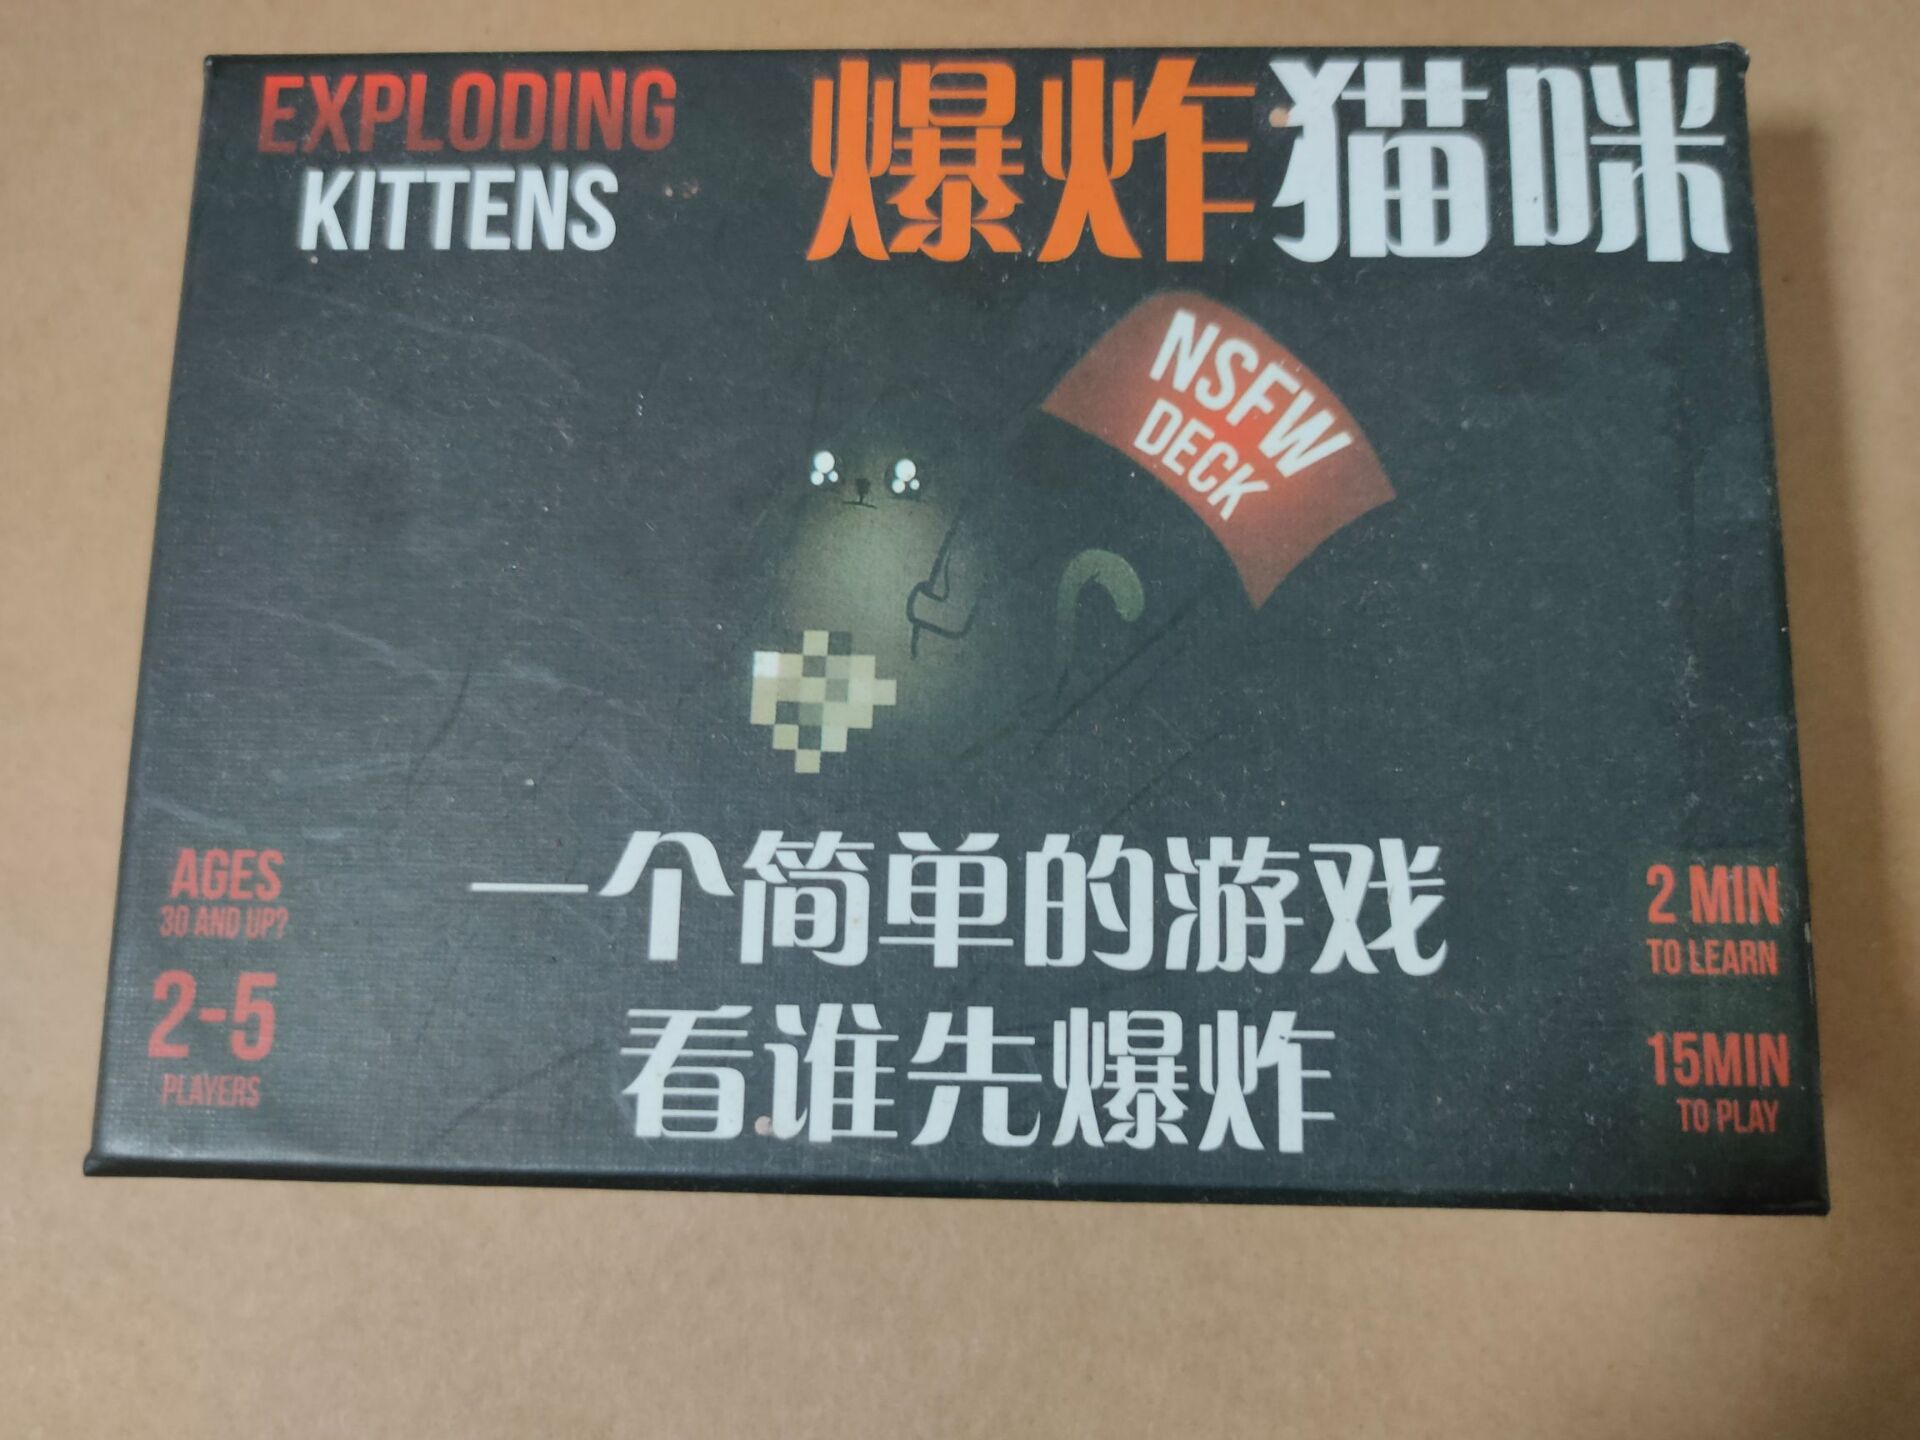 EXPLODING
KITTENS
爆炸猫咪
NSFW
DECK
一个简单的游戏
看谁先爆炸
AGES
30 AND UP?
2-5
PLAYERS
2 MIN
TO LEARN
15MIN
TO PLAY